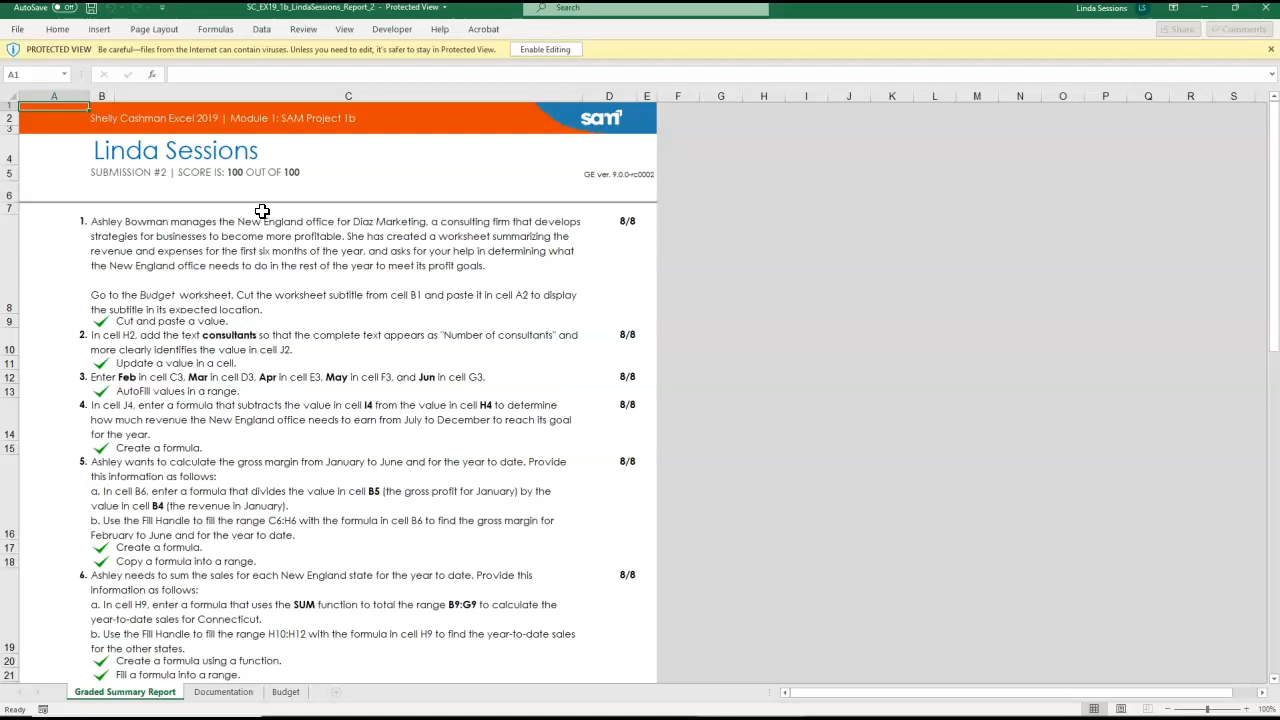 AutoSave Off SC_EX19_1b_LindaSessions_Report_2 - Protected View Search Linda Sessions LS
File Home Insert Page Layout Formulas Data Review View Developer Help Acrobat Share Comments
PROTECTED VIEW Be careful—files from the Internet can contain viruses. Unless you need to edit, it's safer to stay in Protected View. Enable Editing
A1 fx
A B C D E F G H I J K L M N O P Q R S
1
2 Shelly Cashman Excel 2019 | Module 1: SAM Project 1b sam
3
4 Linda Sessions
5 SUBMISSION #2 | SCORE IS: 100 OUT OF 100 GE ver. 9.0.0-rc0002
6
7
1. Ashley Bowman manages the New England office for Diaz Marketing, a consulting firm that develops 8/8
strategies for businesses to become more profitable. She has created a worksheet summarizing the
revenue and expenses for the first six months of the year, and asks for your help in determining what
the New England office needs to do in the rest of the year to meet its profit goals.
Go to the Budget worksheet. Cut the worksheet subtitle from cell B1 and paste it in cell A2 to display
8 the subtitle in its expected location.
9 Cut and paste a value.
2. In cell H2, add the text consultants so that the complete text appears as "Number of consultants" and 8/8
10 more clearly identifies the value in cell J2.
11 Update a value in a cell.
12 3. Enter Feb in cell C3, Mar in cell D3, Apr in cell E3, May in cell F3, and Jun in cell G3. 8/8
13 AutoFill values in a range.
4. In cell J4, enter a formula that subtracts the value in cell I4 from the value in cell H4 to determine 8/8
how much revenue the New England office needs to earn from July to December to reach its goal
14 for the year.
15 Create a formula.
5. Ashley wants to calculate the gross margin from January to June and for the year to date. Provide 8/8
this information as follows:
a. In cell B6, enter a formula that divides the value in cell B5 (the gross profit for January) by the
value in cell B4 (the revenue in January).
b. Use the Fill Handle to fill the range C6:H6 with the formula in cell B6 to find the gross margin for
16 February to June and for the year to date.
17 Create a formula.
18 Copy a formula into a range.
6. Ashley needs to sum the sales for each New England state for the year to date. Provide this 8/8
information as follows:
a. In cell H9, enter a formula that uses the SUM function to total the range B9:G9 to calculate the
year-to-date sales for Connecticut.
b. Use the Fill Handle to fill the range H10:H12 with the formula in cell H9 to find the year-to-date sales
19 for the other states.
20 Create a formula using a function.
21 Fill a formula into a range.
Graded Summary Report Documentation Budget
Ready 100%